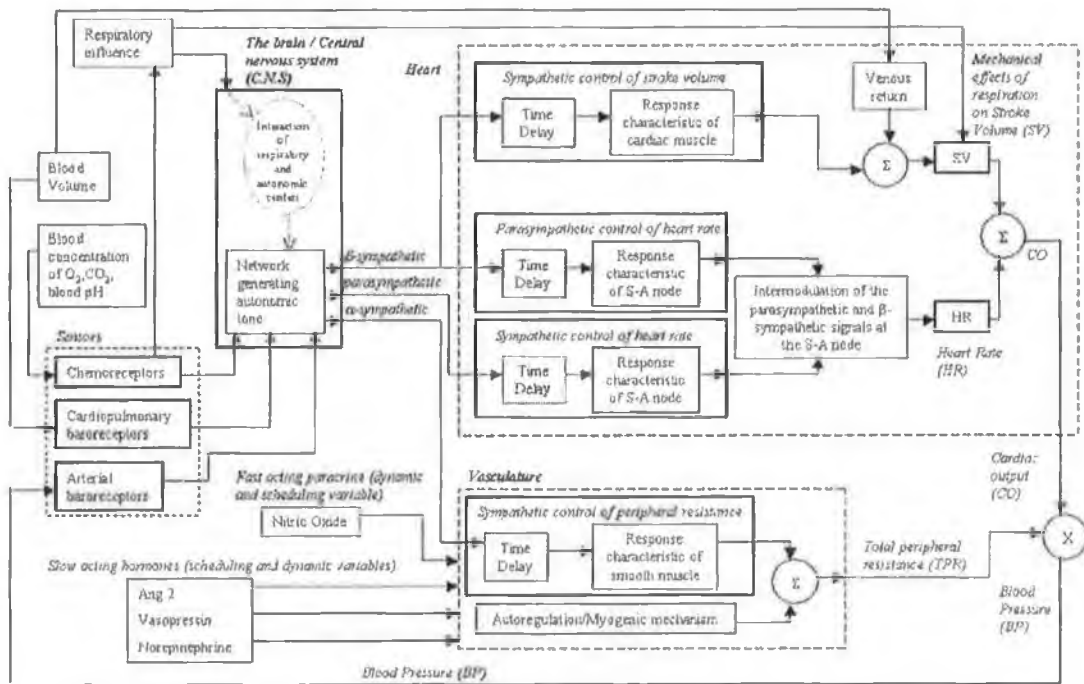 Respiratory
influence
The brain / Central
nervous system
(C.N.S)
Interaction
of
respiratory
and
autonomic
centers
Network
generating
autonomic
tone
Blood
Volume
Blood
concentration
of O2,CO2,
blood pH
Sensors
Chemoreceptors
Cardiopulmonary
baroreceptors
Arterial
baroreceptors
β-sympathetic
parasympathetic
α-sympathetic
Heart
Sympathetic control of stroke volume
Time
Delay
Response
characteristic of
cardiac muscle
Venous
return
Mechanical
effects of
respiration
on Stroke
Volume (SV)
Σ
SV
Σ
CO
Parasympathetic control of heart rate
Time
Delay
Response
characteristic
of S-A node
Intermodulation of the
parasympathetic and β-
sympathetic signals at
the S-A node
HR
Heart Rate
(HR)
Sympathetic control of heart rate
Time
Delay
Response
characteristic
of S-A node
Cardiac
output
(CO)
Fast acting paracrine (dynamic
and scheduling variable)
Nitric Oxide
Vasculature
Sympathetic control of peripheral resistance
Time
Delay
Response
characteristic of
smooth muscle
Σ
Autoregulation/Myogenic mechanism
Total peripheral
resistance (TPR)
X
Blood
Pressure
(BP)
Slow acting hormones (scheduling and dynamic variables)
Ang 2
Vasopressin
Norepinephrine
Blood Pressure (BP)